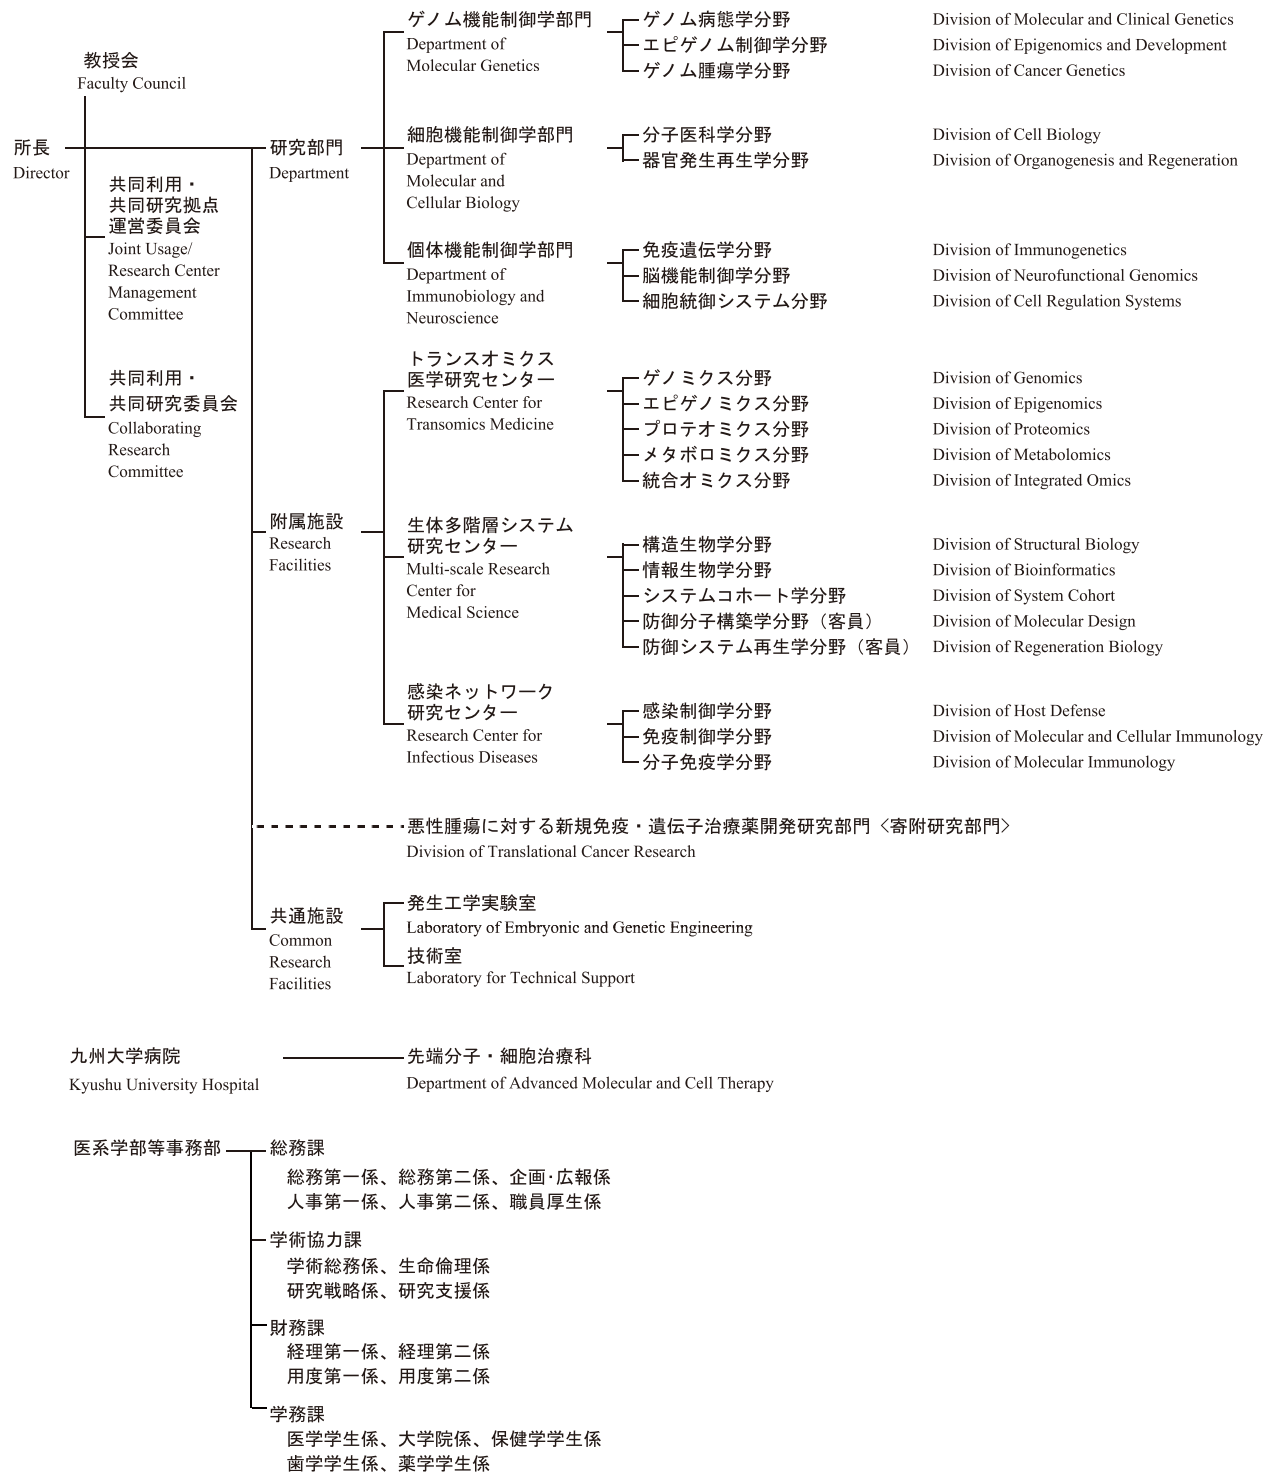 教授会
Faculty Council
所長
Director
共同利用・
共同研究拠点
運営委員会
Joint Usage/
Research Center
Management
Committee
共同利用・
共同研究委員会
Collaborating
Research
Committee
研究部門
Department
ゲノム機能制御学部門
Department of
Molecular Genetics
ゲノム病態学分野 Division of Molecular and Clinical Genetics
エピゲノム制御学分野 Division of Epigenomics and Development
ゲノム腫瘍学分野 Division of Cancer Genetics
細胞機能制御学部門
Department of
Molecular and
Cellular Biology
分子医科学分野 Division of Cell Biology
器官発生再生学分野 Division of Organogenesis and Regeneration
個体機能制御学部門
Department of
Immunobiology and
Neuroscience
免疫遺伝学分野 Division of Immunogenetics
脳機能制御学分野 Division of Neurofunctional Genomics
細胞統御システム分野 Division of Cell Regulation Systems
附属施設
Research
Facilities
トランスオミクス
医学研究センター
Research Center for
Transomics Medicine
ゲノミクス分野 Division of Genomics
エピゲノミクス分野 Division of Epigenomics
プロテオミクス分野 Division of Proteomics
メタボロミクス分野 Division of Metabolomics
統合オミクス分野 Division of Integrated Omics
生体多階層システム
研究センター
Multi-scale Research
Center for
Medical Science
構造生物学分野 Division of Structural Biology
情報生物学分野 Division of Bioinformatics
システムコホート学分野 Division of System Cohort
防御分子構築学分野（客員） Division of Molecular Design
防御システム再生学分野（客員） Division of Regeneration Biology
感染ネットワーク
研究センター
Research Center for
Infectious Diseases
感染制御学分野 Division of Host Defense
免疫制御学分野 Division of Molecular and Cellular Immunology
分子免疫学分野 Division of Molecular Immunology
悪性腫瘍に対する新規免疫・遺伝子治療薬開発研究部門〈寄附研究部門〉
Division of Translational Cancer Research
共通施設
Common
Research
Facilities
発生工学実験室
Laboratory of Embryonic and Genetic Engineering
技術室
Laboratory for Technical Support
九州大学病院
Kyushu University Hospital
先端分子・細胞治療科
Department of Advanced Molecular and Cell Therapy
医系学部等事務部
総務課
総務第一係、総務第二係、企画・広報係
人事第一係、人事第二係、職員厚生係
学術協力課
学術総務係、生命倫理係
研究戦略係、研究支援係
財務課
経理第一係、経理第二係
用度第一係、用度第二係
学務課
医学学生係、大学院係、保健学学生係
歯学学生係、薬学学生係